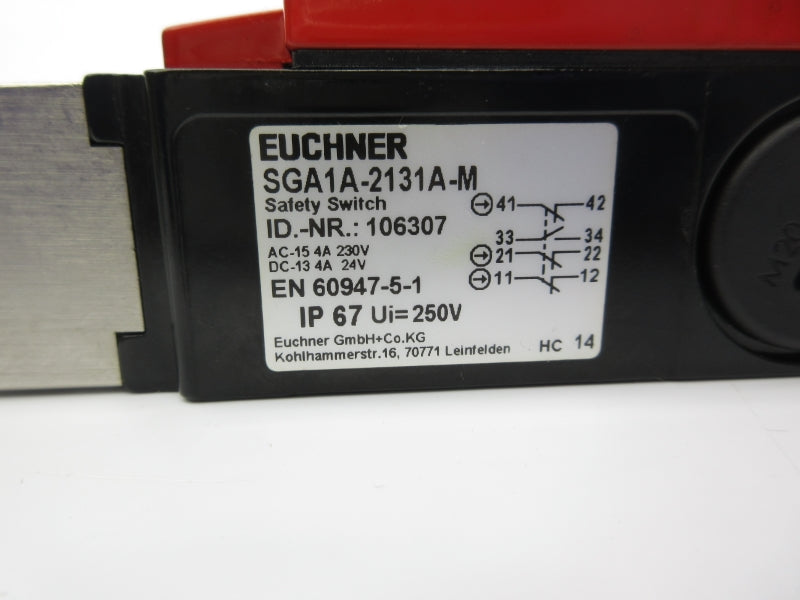 EUCHNER
SGA1A-2131A-M
Safety Switch
ID.-NR.: 106307
AC-15 4A 230V
DC-13 4A 24V
EN 60947-5-1
IP 67 Ui= 250V
Euchner GmbH+Co.KG
Kohlhammerstr.16, 70771 Leinfelden
41 42
33 34
21 22
11 12
HC 14